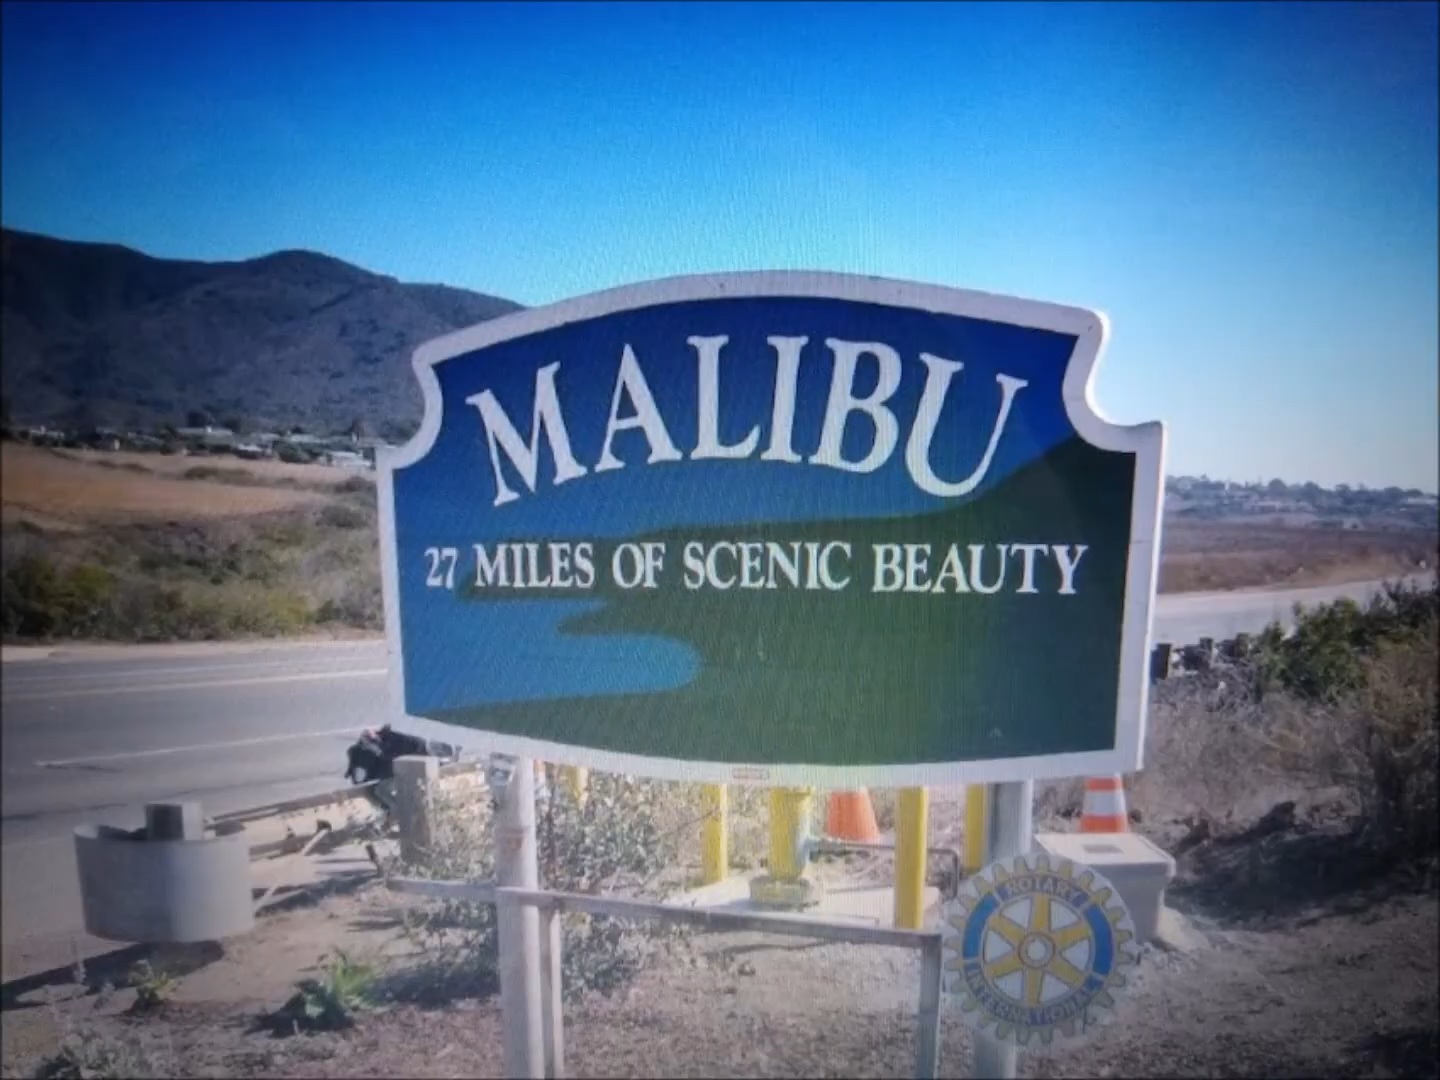 MALIBU
27 MILES OF SCENIC BEAUTY
ROTARY
INTERNATIONAL